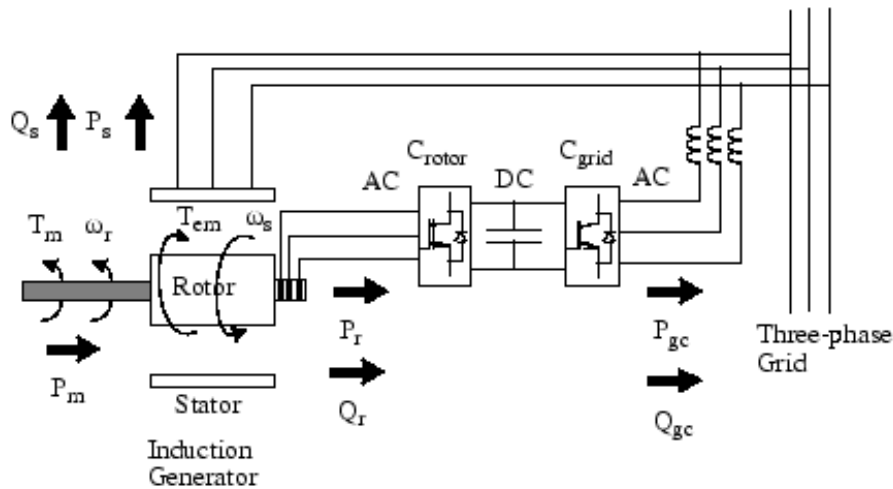 Qs Ps
Crotor Cgrid
AC DC AC
Tm ωr Tem ωs
Rotor
Pm
Pr
Qr
Pgc
Qgc
Three-phase
Grid
Stator
Induction
Generator